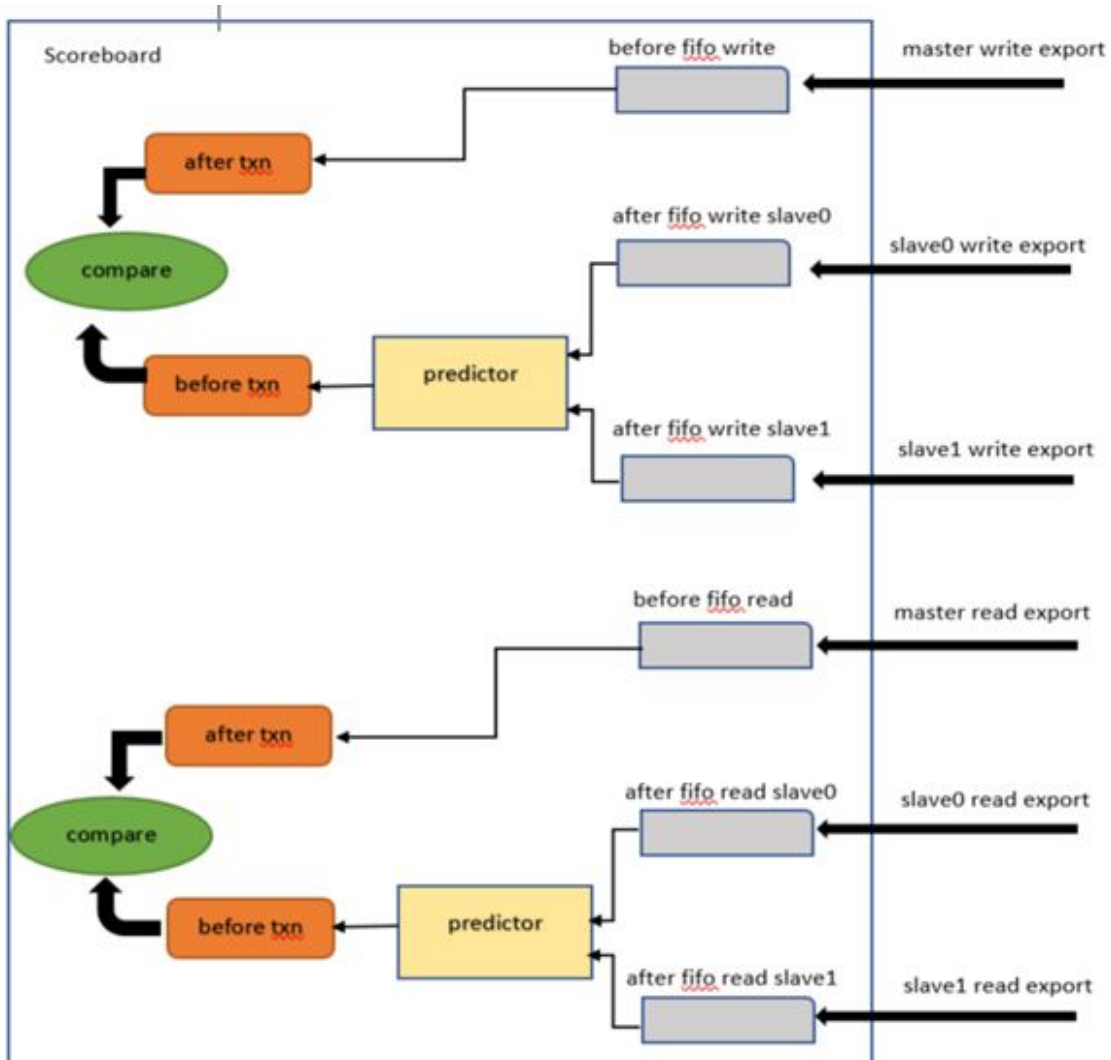 Scoreboard
before fifo write
master write export
after txn
after fifo write slave0
slave0 write export
compare
before txn
predictor
after fifo write slave1
slave1 write export
before fifo read
master read export
after txn
after fifo read slave0
slave0 read export
compare
before txn
predictor
after fifo read slave1
slave1 read export